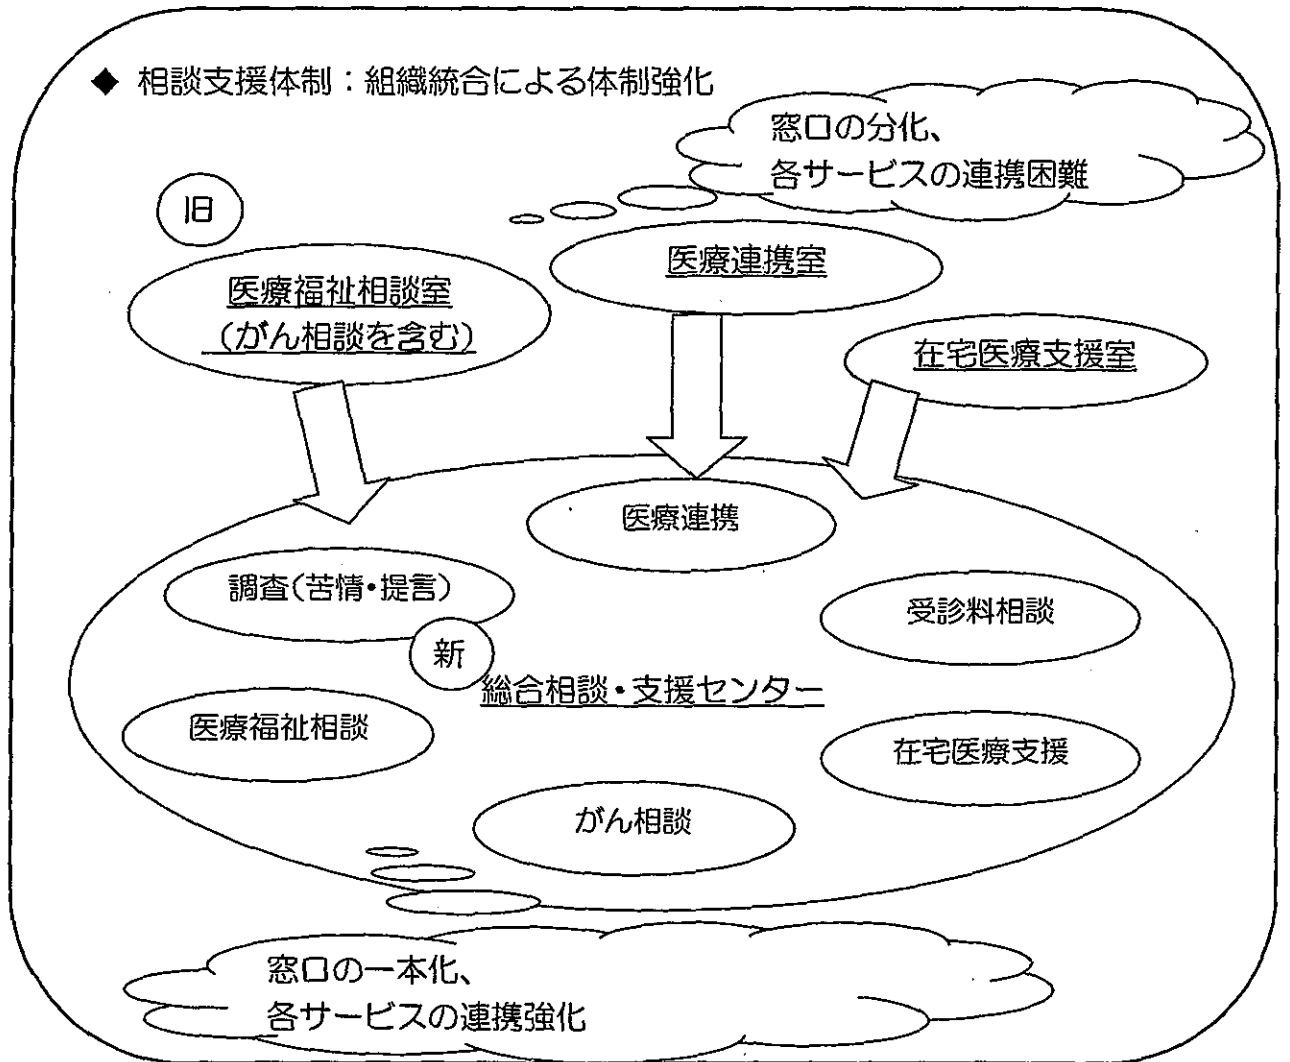 ◆ 相談支援体制：組織統合による体制強化
窓口の分化、
各サービスの連携困難
旧
医療連携室
医療福祉相談室
（がん相談を含む）
在宅医療支援室
医療連携
調査（苦情・提言）
受診料相談
新
総合相談・支援センター
医療福祉相談
在宅医療支援
がん相談
窓口の一本化、
各サービスの連携強化